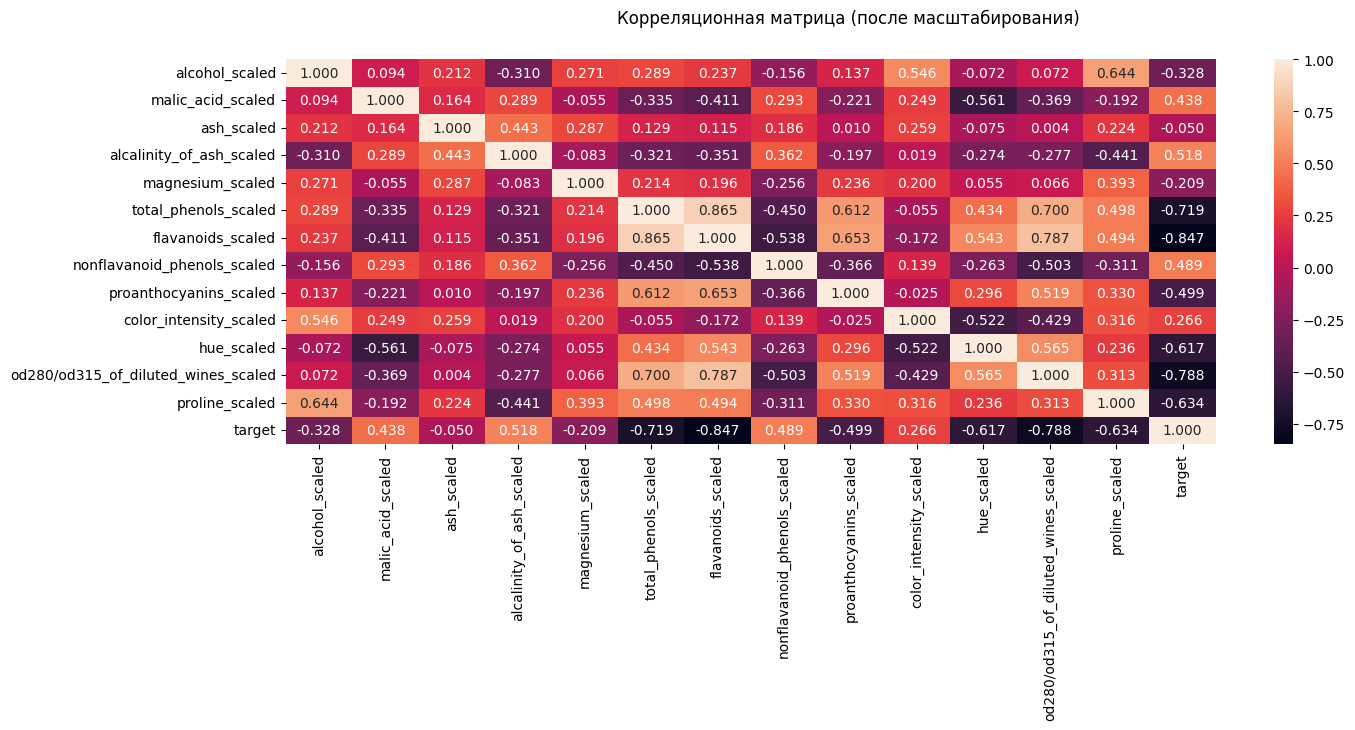 Корреляционная матрица (после масштабирования)
alcohol_scaled 1.000 0.094 0.212 -0.310 0.271 0.289 0.237 -0.156 0.137 0.546 -0.072 0.072 0.644 -0.328
malic_acid_scaled 0.094 1.000 0.164 0.289 -0.055 -0.335 -0.411 0.293 -0.221 0.249 -0.561 -0.369 -0.192 0.438
ash_scaled 0.212 0.164 1.000 0.443 0.287 0.129 0.115 0.186 0.010 0.259 -0.075 0.004 0.224 -0.050
alcalinity_of_ash_scaled -0.310 0.289 0.443 1.000 -0.083 -0.321 -0.351 0.362 -0.197 0.019 -0.274 -0.277 -0.441 0.518
magnesium_scaled 0.271 -0.055 0.287 -0.083 1.000 0.214 0.196 -0.256 0.236 0.200 0.055 0.066 0.393 -0.209
total_phenols_scaled 0.289 -0.335 0.129 -0.321 0.214 1.000 0.865 -0.450 0.612 -0.055 0.434 0.700 0.498 -0.719
flavanoids_scaled 0.237 -0.411 0.115 -0.351 0.196 0.865 1.000 -0.538 0.653 -0.172 0.543 0.787 0.494 -0.847
nonflavanoid_phenols_scaled -0.156 0.293 0.186 0.362 -0.256 -0.450 -0.538 1.000 -0.366 0.139 -0.263 -0.503 -0.311 0.489
proanthocyanins_scaled 0.137 -0.221 0.010 -0.197 0.236 0.612 0.653 -0.366 1.000 -0.025 0.296 0.519 0.330 -0.499
color_intensity_scaled 0.546 0.249 0.259 0.019 0.200 -0.055 -0.172 0.139 -0.025 1.000 -0.522 -0.429 0.316 0.266
hue_scaled -0.072 -0.561 -0.075 -0.274 0.055 0.434 0.543 -0.263 0.296 -0.522 1.000 0.565 0.236 -0.617
od280/od315_of_diluted_wines_scaled 0.072 -0.369 0.004 -0.277 0.066 0.700 0.787 -0.503 0.519 -0.429 0.565 1.000 0.313 -0.788
proline_scaled 0.644 -0.192 0.224 -0.441 0.393 0.498 0.494 -0.311 0.330 0.316 0.236 0.313 1.000 -0.634
target -0.328 0.438 -0.050 0.518 -0.209 -0.719 -0.847 0.489 -0.499 0.266 -0.617 -0.788 -0.634 1.000
alcohol_scaled
malic_acid_scaled
ash_scaled
alcalinity_of_ash_scaled
magnesium_scaled
total_phenols_scaled
flavanoids_scaled
nonflavanoid_phenols_scaled
proanthocyanins_scaled
color_intensity_scaled
hue_scaled
od280/od315_of_diluted_wines_scaled
proline_scaled
target
1.00
0.75
0.50
0.25
0.00
−0.25
−0.50
−0.75